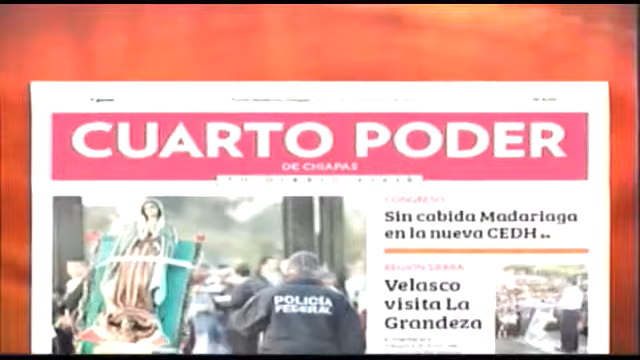 CUARTO PODER
DE CHIAPAS
CONGRESO
Sin cabida Madariaga
en la nueva CEDH
REGIÓN SIERRA
Velasco
visita La
Grandeza
POLICÍA
FEDERAL